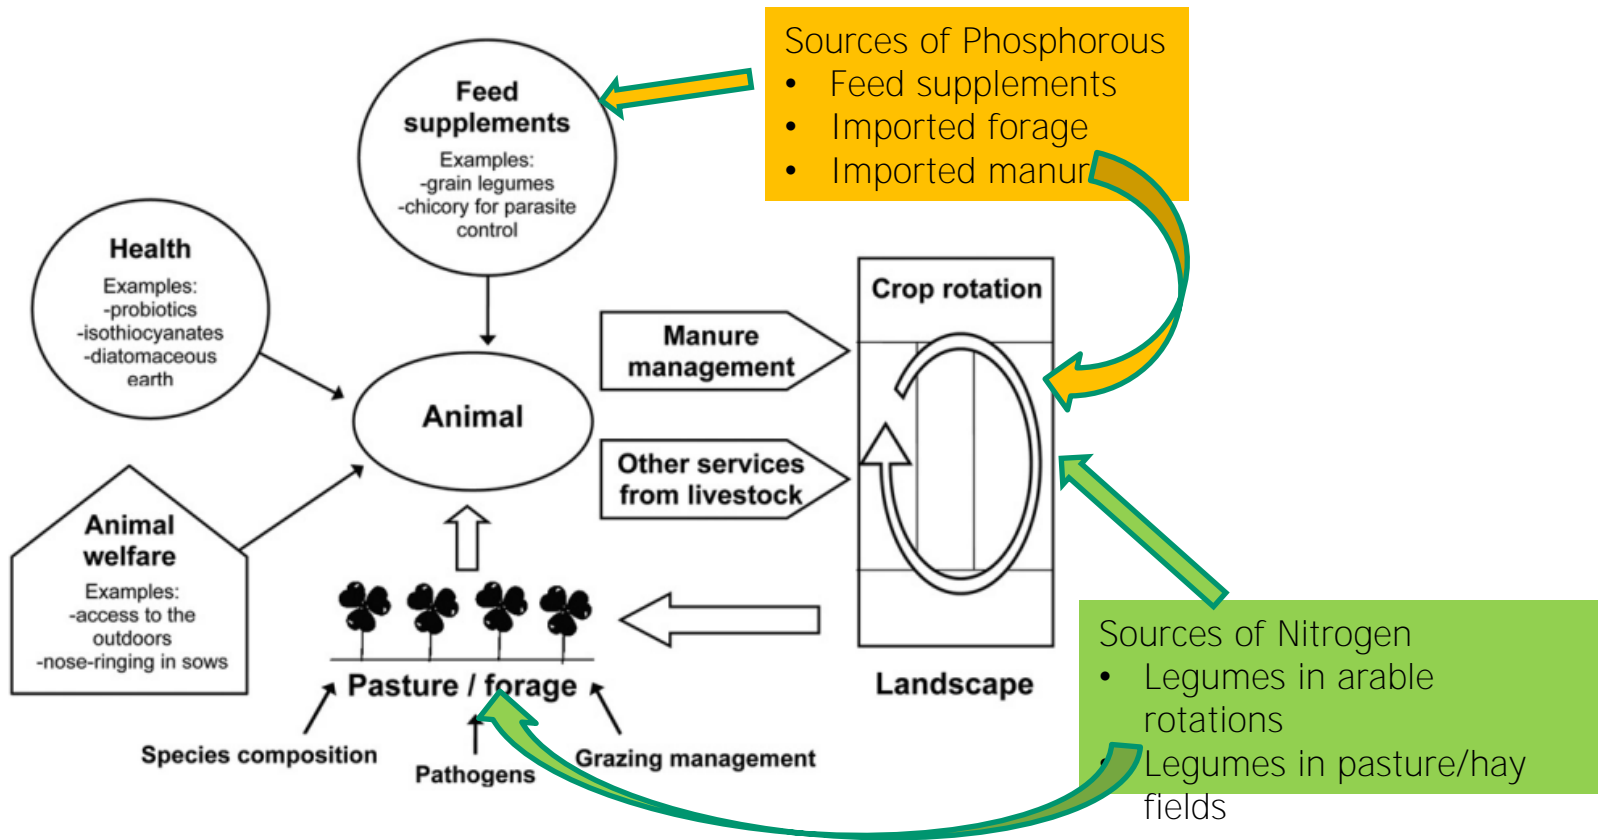 Sources of Phosphorous
• Feed supplements
• Imported forage
• Imported manur
Feed
supplements
Examples:
-grain legumes
-chicory for parasite
control
Health
Examples:
-probiotics
-isothiocyanates
-diatomaceous
earth
Crop rotation
Manure
management
Animal
Other services
from livestock
Animal
welfare
Examples:
-access to the
outdoors
-nose-ringing in sows
Pasture / forage
Landscape
Species composition
Pathogens
Grazing management
Sources of Nitrogen
• Legumes in arable
rotations
• Legumes in pasture/hay
fields